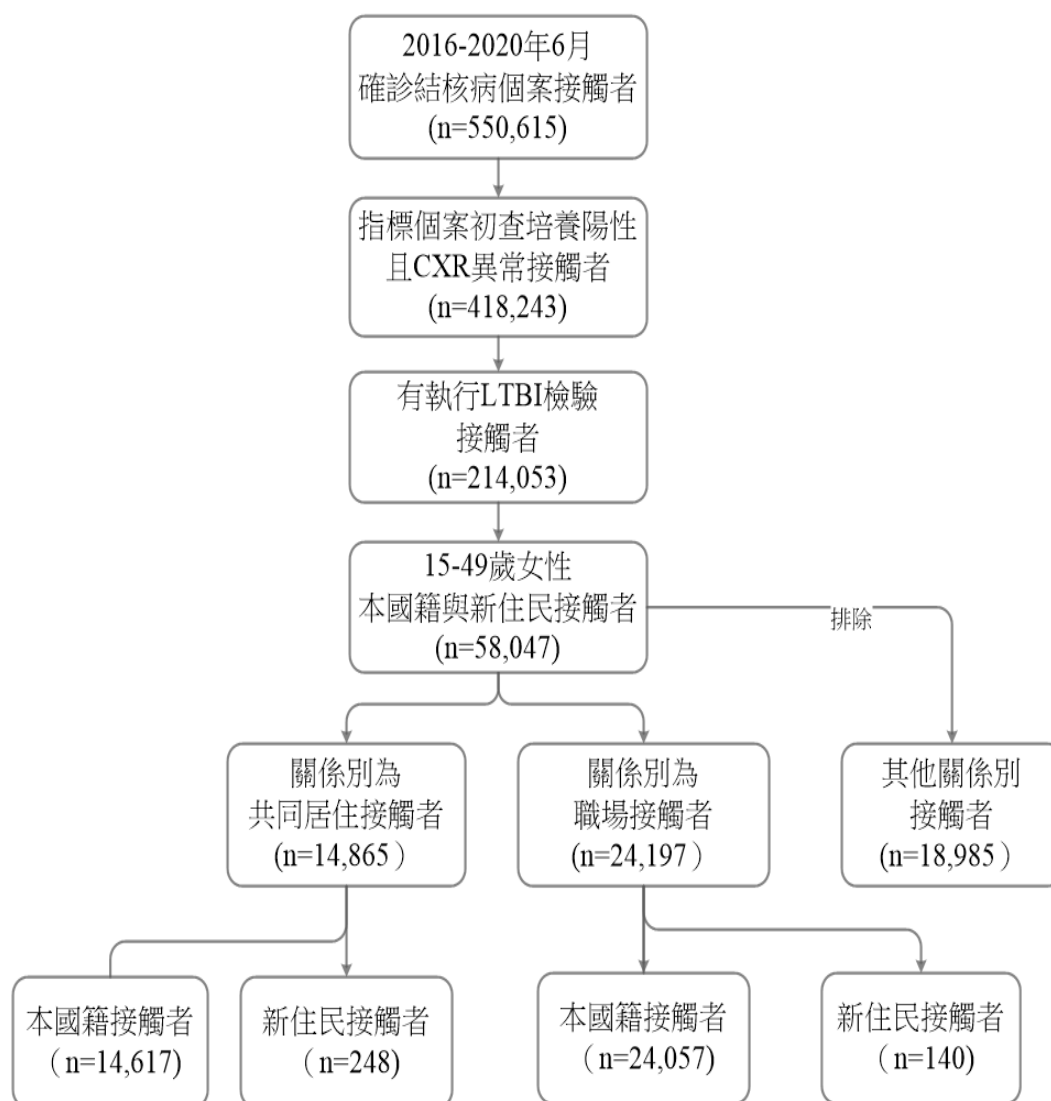 2016-2020年6月
確診結核病個案接觸者
(n=550,615)
指標個案初查培養陽性
且CXR異常接觸者
(n=418,243)
有執行LTBI檢驗
接觸者
(n=214,053)
15-49歲女性
本國籍與新住民接觸者
(n=58,047)
排除
關係別為
共同居住接觸者
(n=14,865）
關係別為
職場接觸者
(n=24,197）
其他關係別
接觸者
(n=18,985）
本國籍接觸者
（n=14,617)
新住民接觸者
（n=248)
本國籍接觸者
（n=24,057)
新住民接觸者
（n=140)